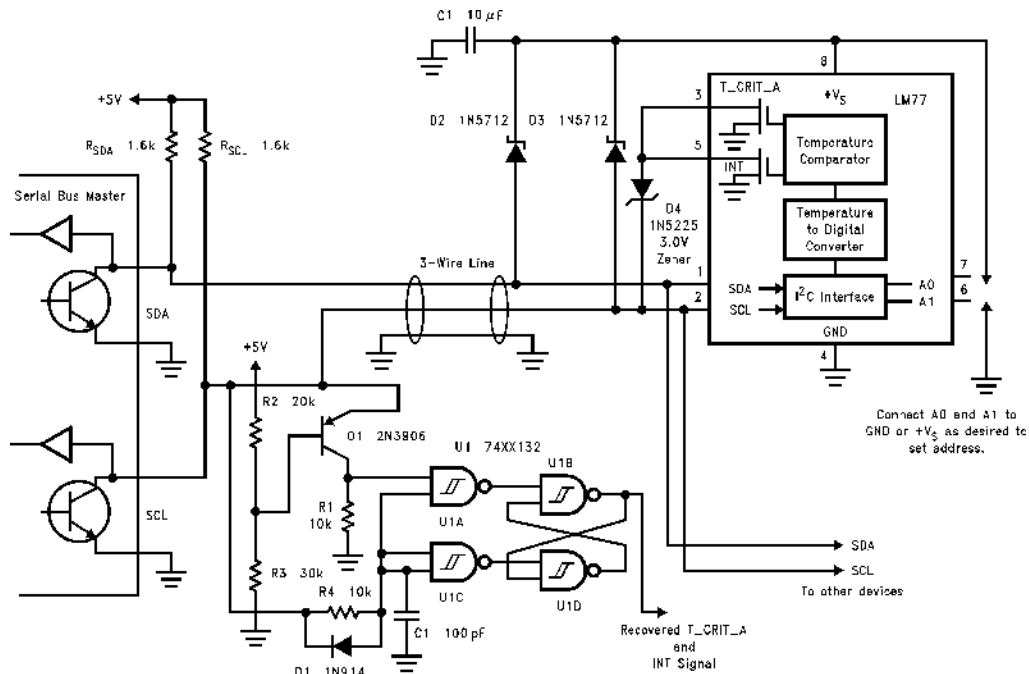 C1 10 μF
+5V
R_SDA 1.6k
R_SCL 1.6k
D2 1N5712
D3 1N5712
8
3
T_CRIT_A
+V_S
LM77
5
INT
Temperature
Comparator
D4
1N5225
3.0V
Zener
Temperature
to Digital
Converter
Serial Bus Master
SDA
3-Wire Line
1
2
SDA
SCL
I²C Interface
A0
A1
7
6
GND
4
Connect A0 and A1 to
GND or +V_S as desired to
set address.
+5V
R2 20k
Q1 2N3906
U1 74XX132
U1B
R1
10k
U1A
SCL
R3 30k
R4 10k
U1C
U1D
C1 100pF
D1 1N914
SDA
SCL
To other devices
Recovered T_CRIT_A
and
INT Signal